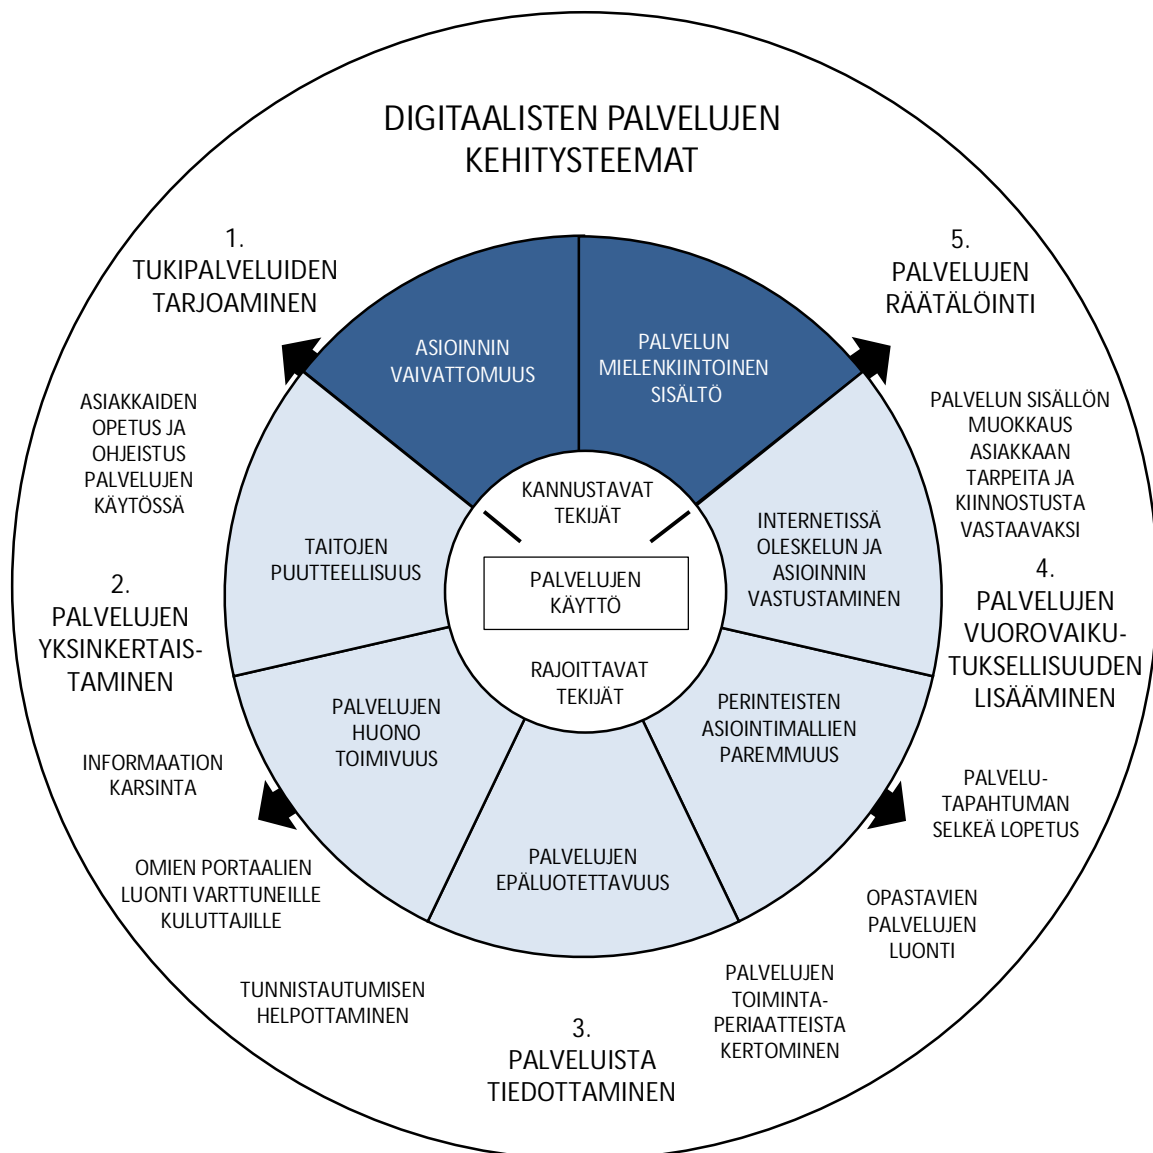 DIGITAALISTEN PALVELUJEN
KEHITYSTEEMAT
1.
TUKIPALVELUIDEN
TARJOAMINEN
ASIAKKAIDEN
OPETUS JA
OHJEISTUS
PALVELUJEN
KÄYTÖSSÄ
2.
PALVELUJEN
YKSINKERTAIS-
TAMINEN
INFORMAATION
KARSINTA
OMIEN PORTAALIEN
LUONTI VARTTUNEILLE
KULUTTAJILLE
TUNNISTAUTUMISEN
HELPOTTAMINEN
3.
PALVELUISTA
TIEDOTTAMINEN
PALVELUJEN
TOIMINTA-
PERIAATTEISTA
KERTOMINEN
4.
PALVELUJEN
VUOROVAIKU-
TUKSELLISUUDEN
LISÄÄMINEN
PALVELU-
TAPAHTUMAN
SELKEÄ LOPETUS
OPASTAVIEN
PALVELUJEN
LUONTI
5.
PALVELUJEN
RÄÄTÄLÖINTI
PALVELUN SISÄLLÖN
MUOKKAUS
ASIAKKAAN
TARPEITA JA
KIINNOSTUSTA
VASTAAVAKSI
ASIOINNIN
VAIVATTOMUUS
PALVELUN
MIELENKIINTOINEN
SISÄLTÖ
TAITOJEN
PUUTTEELLISUUS
PALVELUJEN
HUONO
TOIMIVUUS
PALVELUJEN
EPÄLUOTETTAVUUS
PERINTEISTEN
ASIOINTIMALLIEN
PAREMMUUS
INTERNETISSÄ
OLESKELUN JA
ASIOINNIN
VASTUSTAMINEN
KANNUSTAVAT
TEKIJÄT
PALVELUJEN
KÄYTTÖ
RAJOITTAVAT
TEKIJÄT